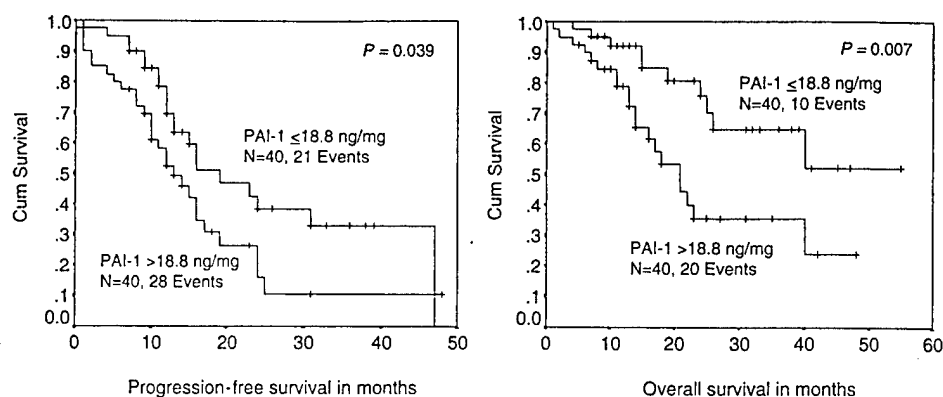 1.0
.9
.8
.7
.6
.5
.4
.3
.2
.1
0.0
Cum Survival
P = 0.039
PAI-1 ≤18.8 ng/mg
N=40, 21 Events
PAI-1 >18.8 ng/mg
N=40, 28 Events
0 10 20 30 40 50
Progression-free survival in months
1.0
.9
.8
.7
.6
.5
.4
.3
.2
.1
0.0
Cum Survival
P = 0.007
PAI-1 ≤18.8 ng/mg
N=40, 10 Events
PAI-1 >18.8 ng/mg
N=40, 20 Events
0 10 20 30 40 50 60
Overall survival in months